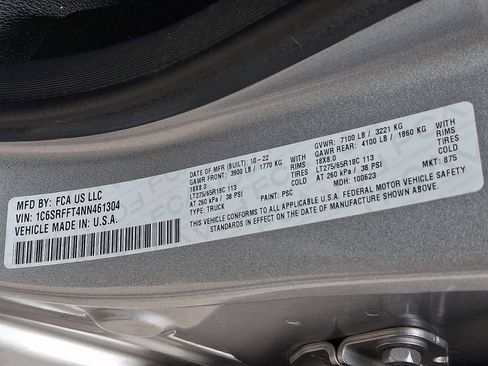 MFD BY: FCA US LLC
VIN: 1C6SRFFT4NN461304
VEHICLE MADE IN: U.S.A.
DATE OF MFR (BUILT): 10-22
GAWR FRONT: 3900 LB / 1770 KG
18X8.0 WITH RIMS
LT275/65R18C 113 TIRES
AT 260 kPa / 38 PSI COLD
TYPE: TRUCK PAINT: PSC
GVWR: 7100 LB / 3221 KG
GAWR REAR: 4100 LB / 1860 KG
18X8.0 WITH RIMS
LT275/65R18C 113 TIRES
AT 260 kPa / 38 PSI COLD
MDH: 103623 MKT: 875
THIS VEHICLE CONFORMS TO ALL APPLICABLE U.S.A. FEDERAL MOTOR VEHICLE SAFETY
STANDARDS IN EFFECT ON THE DATE OF MANUFACTURE SHOWN ABOVE.